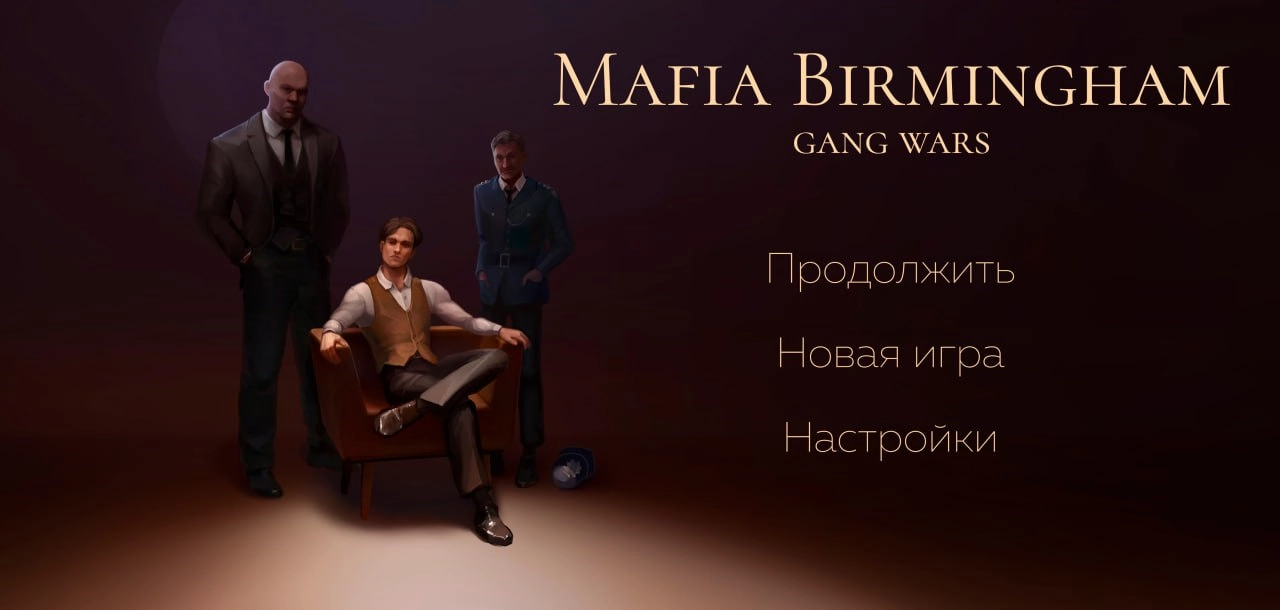 Mafia Birmingham
gang wars
Продолжить
Новая игра
Настройки